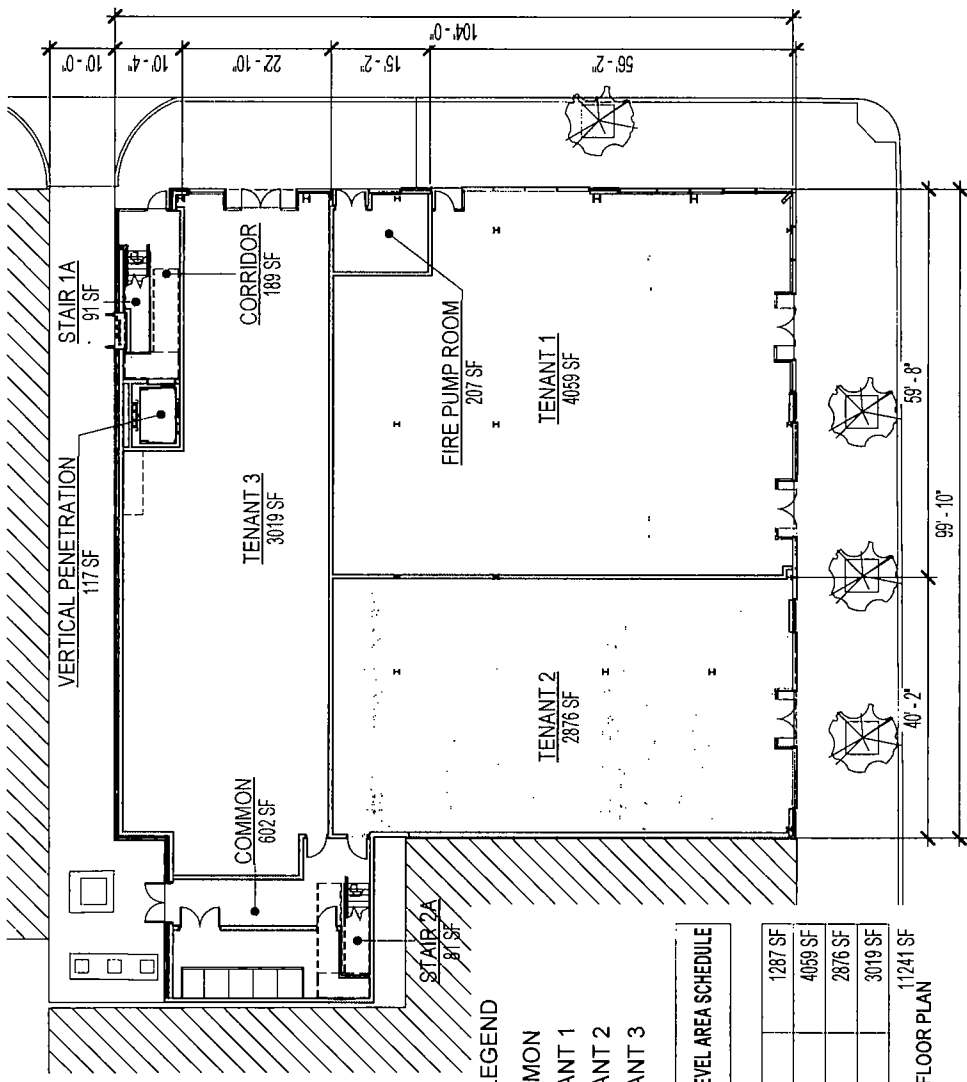 10' - 0"
10' - 4"
22' - 10"
15' - 2"
56' - 2"
104' - 0"
STAIR 1A
91 SF
VERTICAL PENETRATION
117 SF
CORRIDOR
189 SF
TENANT 3
3019 SF
FIRE PUMP ROOM
207 SF
TENANT 1
4059 SF
COMMON
602 SF
TENANT 2
2876 SF
STAIR 2A
81 SF
59' - 8"
40' - 2"
99' - 10"
LEGEND
MON
ANT 1
ANT 2
ANT 3
EVEL AREA SCHEDULE
1287 SF
4059 SF
2876 SF
3019 SF
11241 SF
FLOOR PLAN